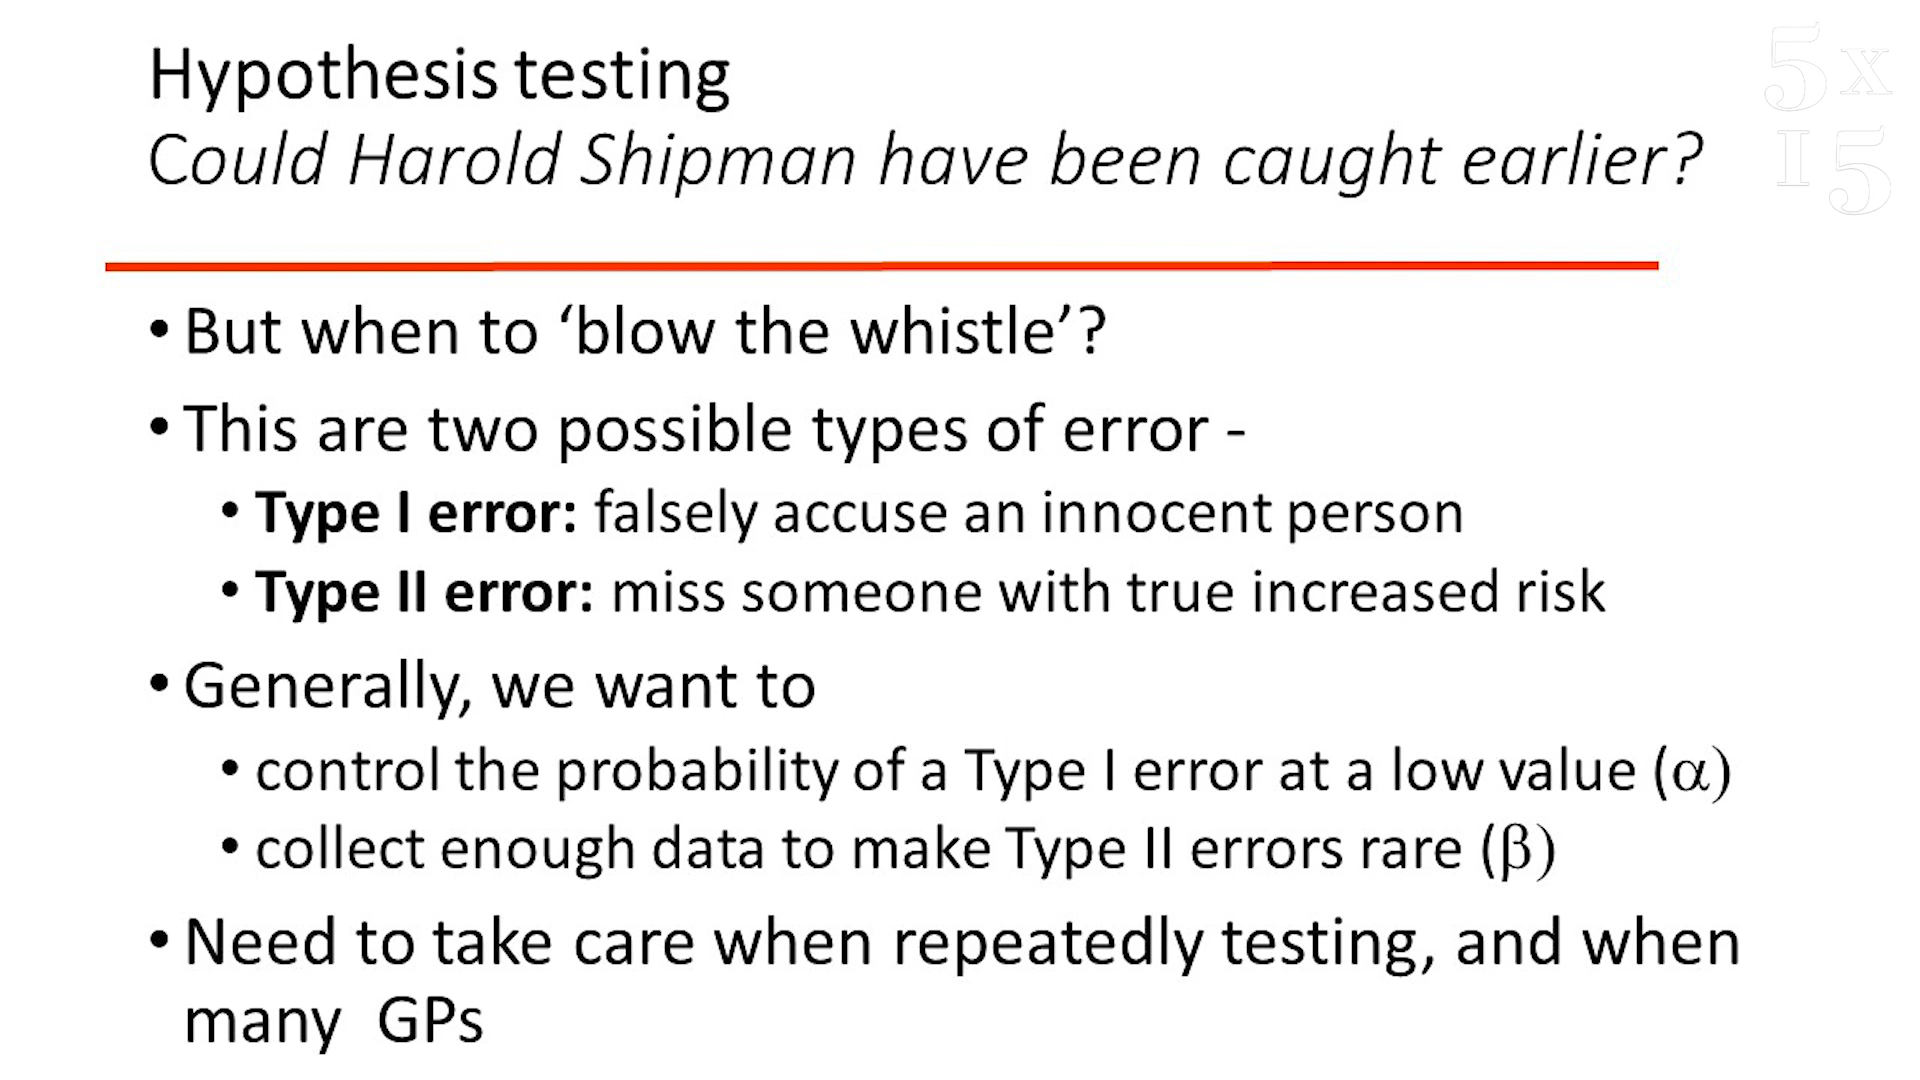 Hypothesis testing
Could Harold Shipman have been caught earlier?
5 x
15
• But when to ‘blow the whistle’?
• This are two possible types of error -
• Type I error: falsely accuse an innocent person
• Type II error: miss someone with true increased risk
• Generally, we want to
• control the probability of a Type I error at a low value (α)
• collect enough data to make Type II errors rare (β)
• Need to take care when repeatedly testing, and when
many GPs